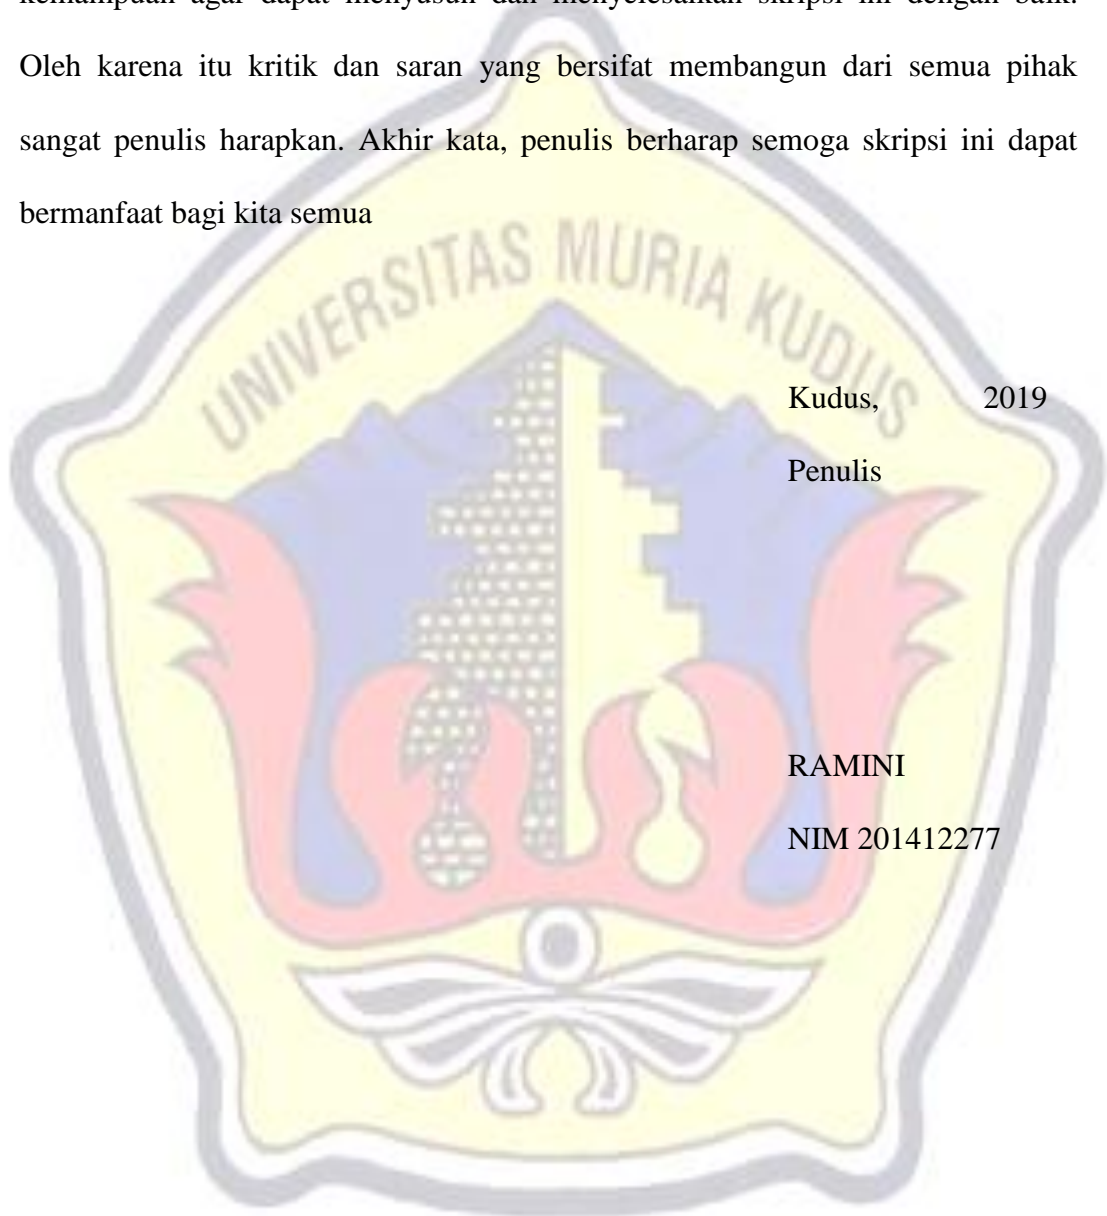 kemampuan agar dapat menyusun dan menyelesaikan skripsi ini dengan baik.
Oleh karena itu kritik dan saran yang bersifat membangun dari semua pihak
sangat penulis harapkan. Akhir kata, penulis berharap semoga skripsi ini dapat
bermanfaat bagi kita semua
UNIVERSITAS MURIA KUDUS
Kudus, 2019
Penulis
RAMINI
NIM 201412277